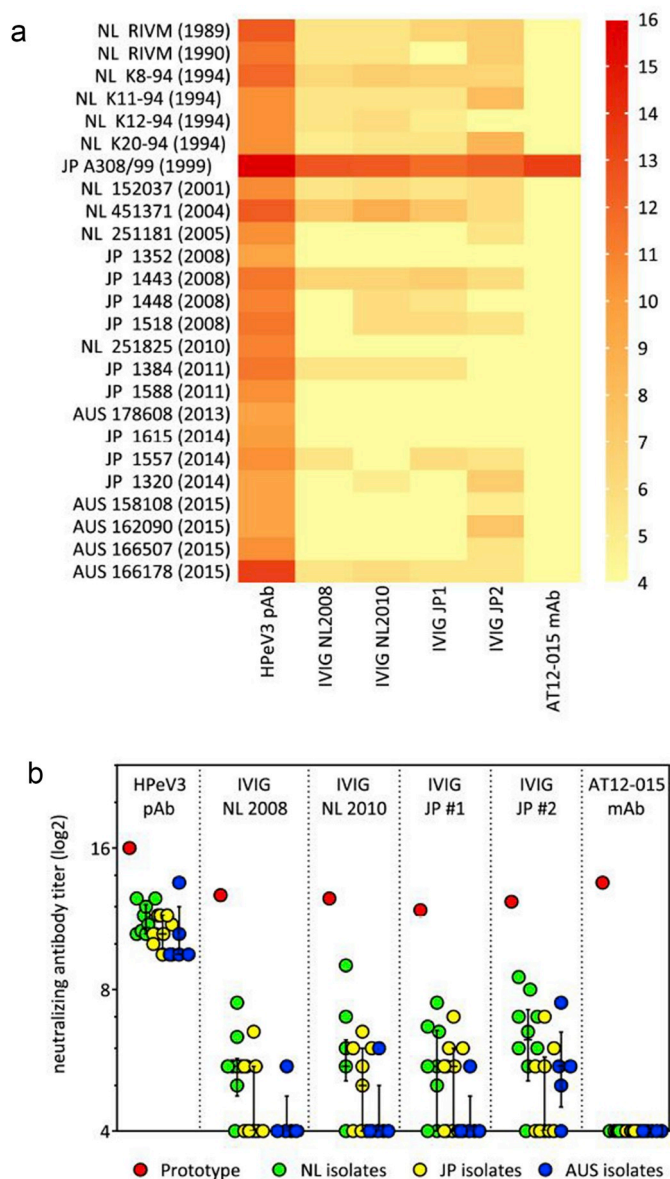 a
NL RIVM (1989)
NL RIVM (1990)
NL K8-94 (1994)
NL K11-94 (1994)
NL K12-94 (1994)
NL K20-94 (1994)
JP A308/99 (1999)
NL 152037 (2001)
NL 451371 (2004)
NL 251181 (2005)
JP 1352 (2008)
JP 1443 (2008)
JP 1448 (2008)
JP 1518 (2008)
NL 251825 (2010)
JP 1384 (2011)
JP 1588 (2011)
AUS 178608 (2013)
JP 1615 (2014)
JP 1557 (2014)
JP 1320 (2014)
AUS 158108 (2015)
AUS 162090 (2015)
AUS 166507 (2015)
AUS 166178 (2015)
HPeV3 pAb
IVIG NL2008
IVIG NL2010
IVIG JP1
IVIG JP2
AT12-015 mAb
16
15
14
13
12
11
10
9
8
7
6
5
4
b
HPeV3 pAb
IVIG NL 2008
IVIG NL 2010
IVIG JP #1
IVIG JP #2
AT12-015 mAb
neutralizing antibody titer (log2)
16
8
4
Prototype
NL isolates
JP isolates
AUS isolates